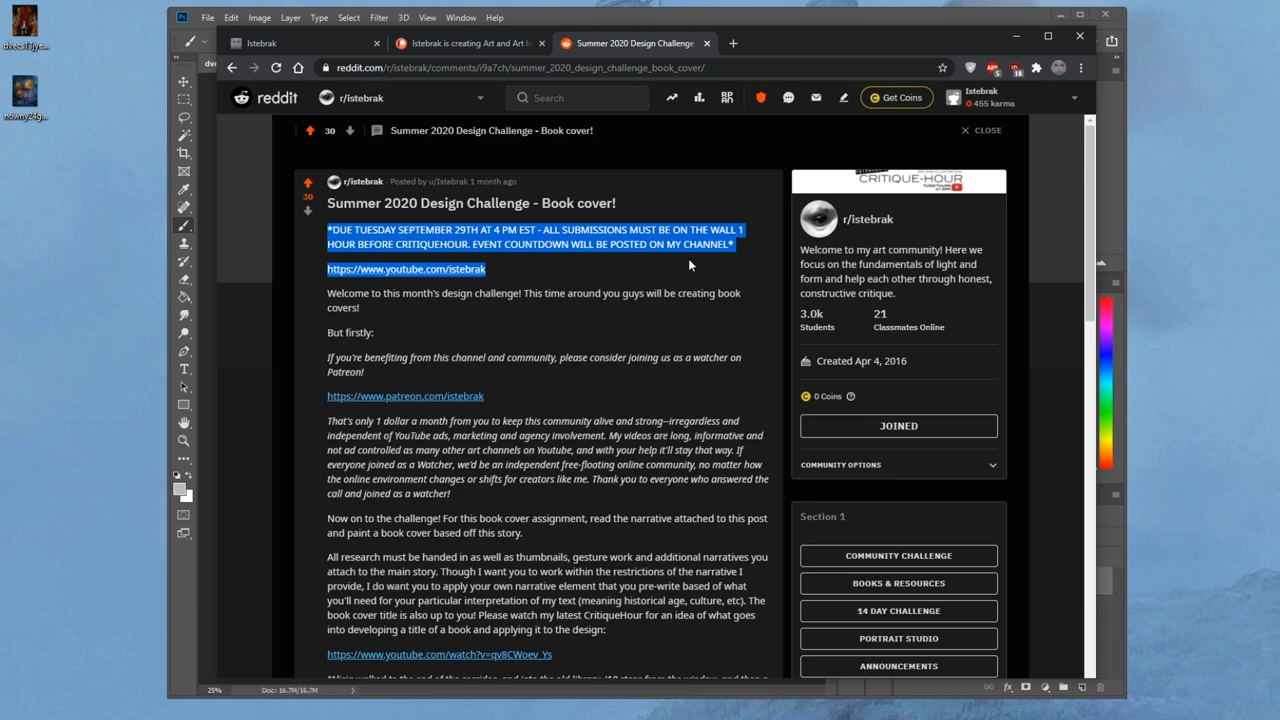 File Edit Image Layer Type Select Filter 3D View Window Help
Istebrak
Istebrak is creating Art and Art In
Summer 2020 Design Challenge
reddit.com/r/istebrak/comments/i9a7ch/summer_2020_design_challenge_book_cover/
reddit
r/istebrak
Search
Get Coins
Istebrak
455 karma
30
Summer 2020 Design Challenge - Book cover!
CLOSE
r/istebrak · Posted by u/Istebrak 1 month ago
30
Summer 2020 Design Challenge - Book cover!
*DUE TUESDAY SEPTEMBER 29TH AT 4 PM EST - ALL SUBMISSIONS MUST BE ON THE WALL 1
HOUR BEFORE CRITIQUEHOUR. EVENT COUNTDOWN WILL BE POSTED ON MY CHANNEL*
https://www.youtube.com/istebrak
Welcome to this month's design challenge! This time around you guys will be creating book
covers!
But firstly:
If you're benefiting from this channel and community, please consider joining us as a watcher on
Patreon!
https://www.patreon.com/istebrak
That's only 1 dollar a month from you to keep this community alive and strong--irregardless and
independent of YouTube ads, marketing and agency involvement. My videos are long, informative and
not ad controlled as many other art channels on Youtube, and with your help it'll stay that way. If
everyone joined as a Watcher, we'd be an independent free-floating online community, no matter how
the online environment changes or shifts for creators like me. Thank you to everyone who answered the
call and joined as a watcher!
Now on to the challenge! For this book cover assignment, read the narrative attached to this post
and paint a book cover based off this story.
All research must be handed in as well as thumbnails, gesture work and additional narratives you
attach to the main story. Though I want you to work within the restrictions of the narrative I
provide, I do want you to apply your own narrative element that you pre-write based of what
you'll need for your particular interpretation of my text (meaning historical age, culture, etc). The
book cover title is also up to you! Please watch my latest CritiqueHour for an idea of what goes
into developing a title of a book and applying it to the design:
https://www.youtube.com/watch?v=qv8CWoev_Ys
CRITIQUE-HOUR
r/istebrak
Welcome to my art community! Here we
focus on the fundamentals of light and
form and help each other through honest,
constructive critique.
3.0k 21
Students Classmates Online
Created Apr 4, 2016
0 Coins
JOINED
COMMUNITY OPTIONS
Section 1
COMMUNITY CHALLENGE
BOOKS & RESOURCES
14 DAY CHALLENGE
PORTRAIT STUDIO
ANNOUNCEMENTS
25% Doc: 16.7M/16.7M